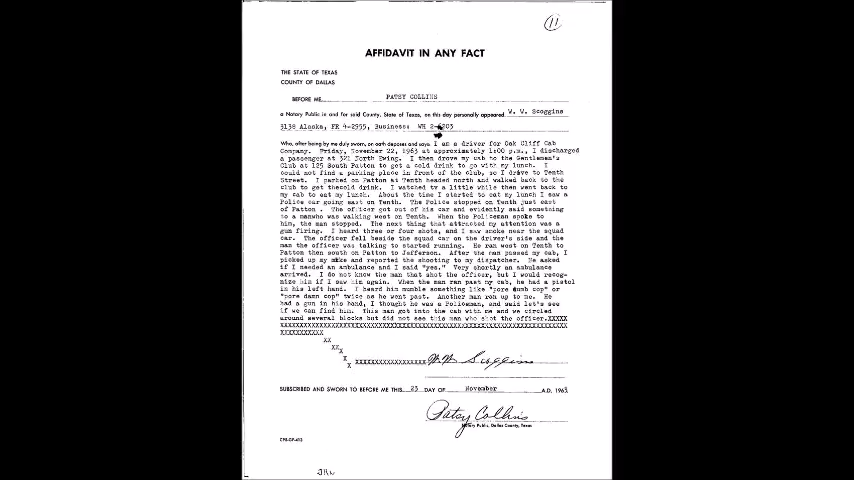 11
AFFIDAVIT IN ANY FACT
THE STATE OF TEXAS
COUNTY OF DALLAS
BEFORE ME, PATSY COLLINS
a Notary Public in and for said County, State of Texas, on this day personally appeared W. W. Scoggins
3138 Alaska, FR 4-2955, Business: WH 2-6203
Who, after being by me duly sworn, on oath deposes and says: I am a driver for Oak Cliff Cab
Company. Friday, November 22, 1963 at approximately 1:00 p.m., I discharged
a passenger at 321 North Ewing. I then drove my cab to the Gentlemen's
Club at 125 South Patton to get a cold drink to go with my lunch. I
could not find a parking place in front of the club, so I drove to Tenth
Street. I parked on Patton at Tenth headed north and walked back to the
club to get thecold drink. I watched tv a little while then went back to
my cab to eat my lunch. About the time I started to eat my lunch I saw a
Police car going east on Tenth. The Police stopped on Tenth just east
of Patton. The officer got out of his car and evidently said something
to a manwho was walking west on Tenth. When the Policeman spoke to
him, the man stopped. The next thing that attracted my attention was a
gun firing. I heard three or four shots, and I saw smoke near the squad
car. The officer fell beside the squad car on the driver's side and the
man the officer was talking to started running. He ran west on Tenth to
Patton then south on Patton to Jefferson. After the man passed my cab, I
picked up my mike and reported the shooting to my dispatcher. He asked
if I needed an ambulance and I said "yes." Very shortly an ambulance
arrived. I do not know the man that shot the officer, but I would recog-
nize him if I saw him again. When the man ran past my cab, he had a pistol
in his left hand. I heard him mumble something like "pore dumb cop" or
"pore damn cop" twice as he went past. Another man ran up to me. He
had a gun in his hand, I thought he was a Policeman, and said let's see
if we can find him. This man got into the cab with me and we circled
around several blocks but did not see this man who shot the officer.XXXXX
XXXXXXXXXXXXXXXXXXXXXXXXXXXXXXXXXXXXXXXXXXXXXXXXXXXXXXXXXXXXXXXXXXXXXXXXX
XXXXXXXXXXX
XX
XX
X
X
X XXXXXXXXXXXXXXXXXX W. W. Scoggins
SUBSCRIBED AND SWORN TO BEFORE ME THIS 23 DAY OF November A.D. 1963
Patsy Collins
Notary Public, Dallas County, Texas
CPS-GP-413
JRW